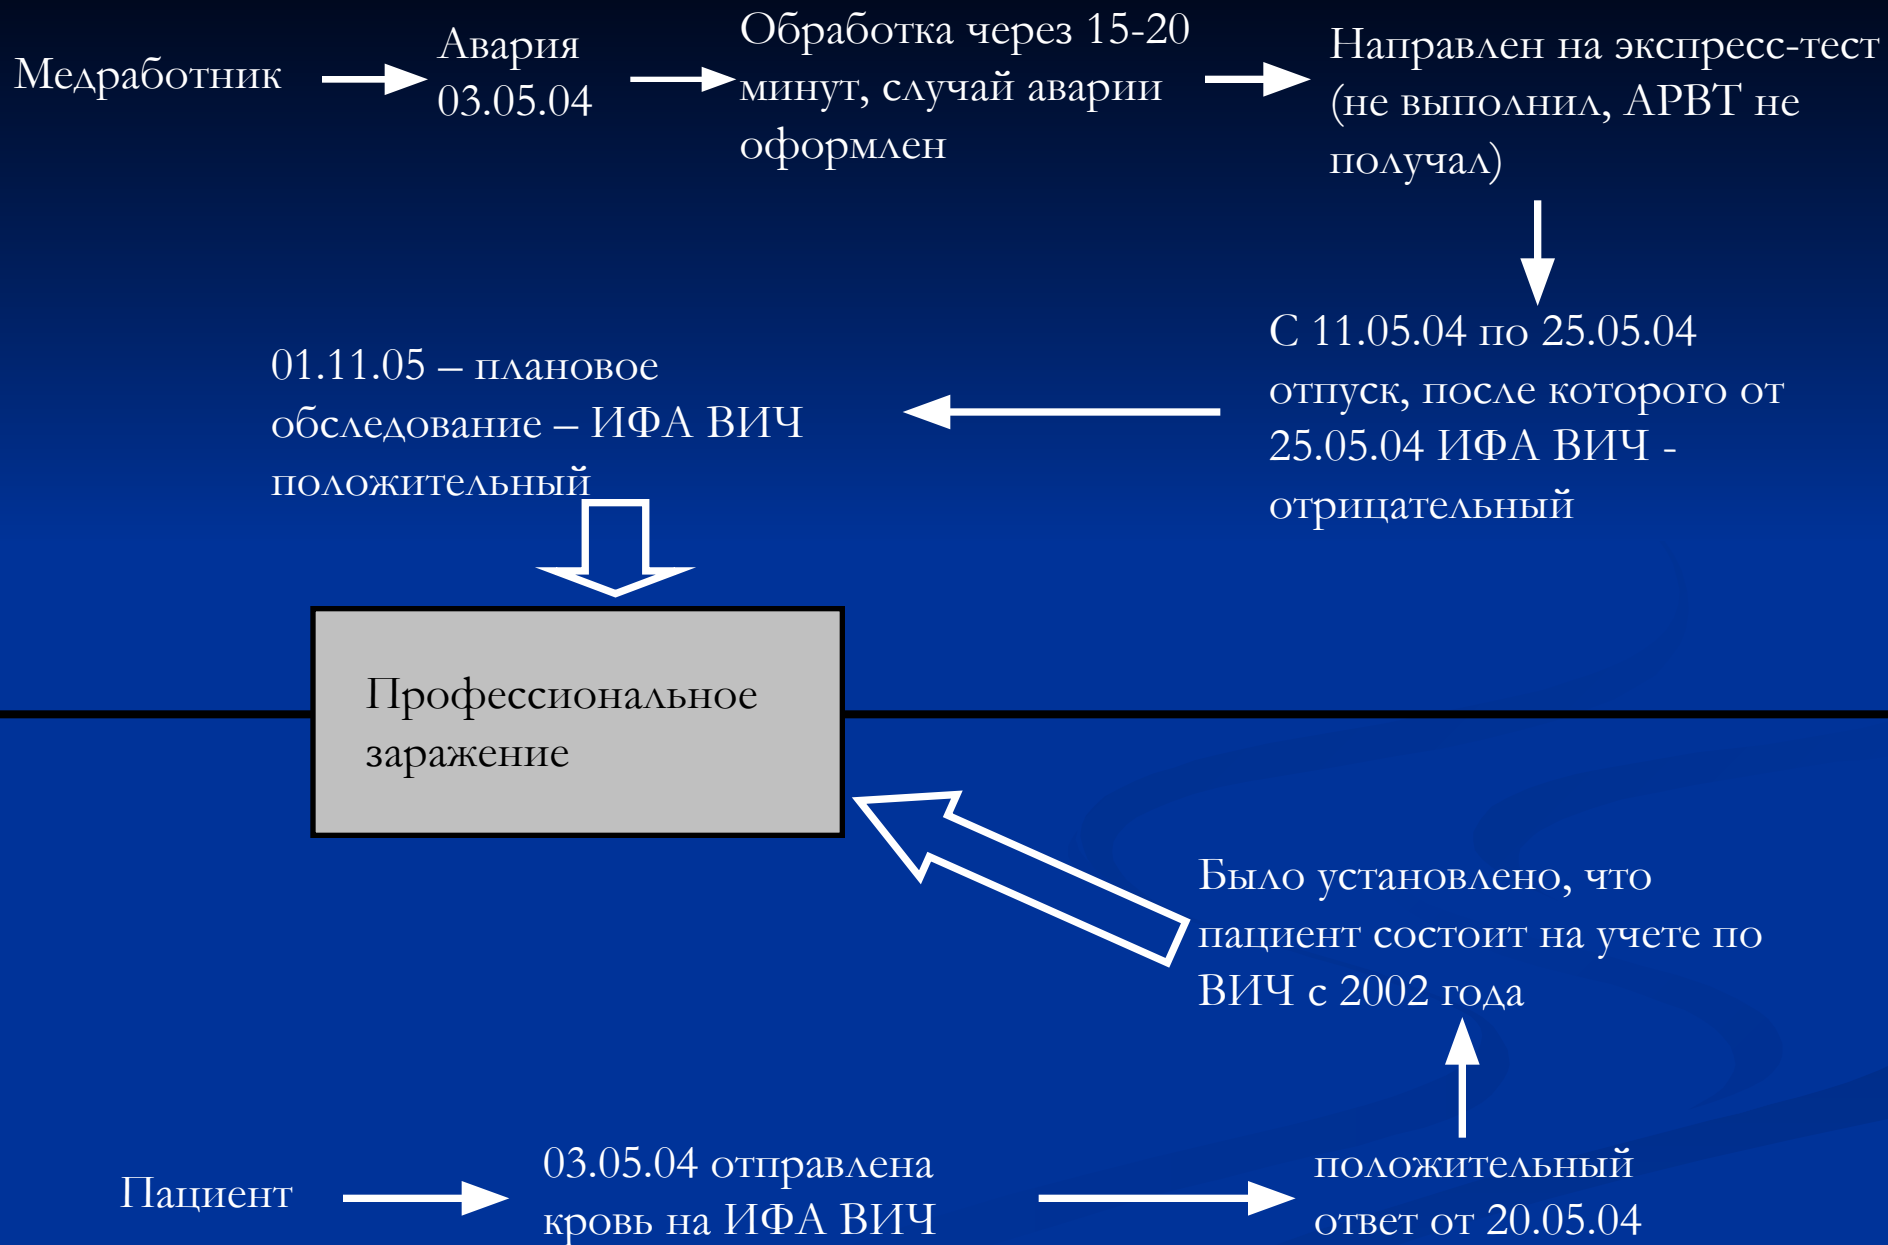 Медработник
Авария
03.05.04
Обработка через 15-20
минут, случай аварии
оформлен
Направлен на экспресс-тест
(не выполнил, АРВТ не
получал)
С 11.05.04 по 25.05.04
отпуск, после которого от
25.05.04 ИФА ВИЧ -
отрицательный
01.11.05 – плановое
обследование – ИФА ВИЧ
положительный
Профессиональное
заражение
Было установлено, что
пациент состоит на учете по
ВИЧ с 2002 года
Пациент
03.05.04 отправлена
кровь на ИФА ВИЧ
положительный
ответ от 20.05.04